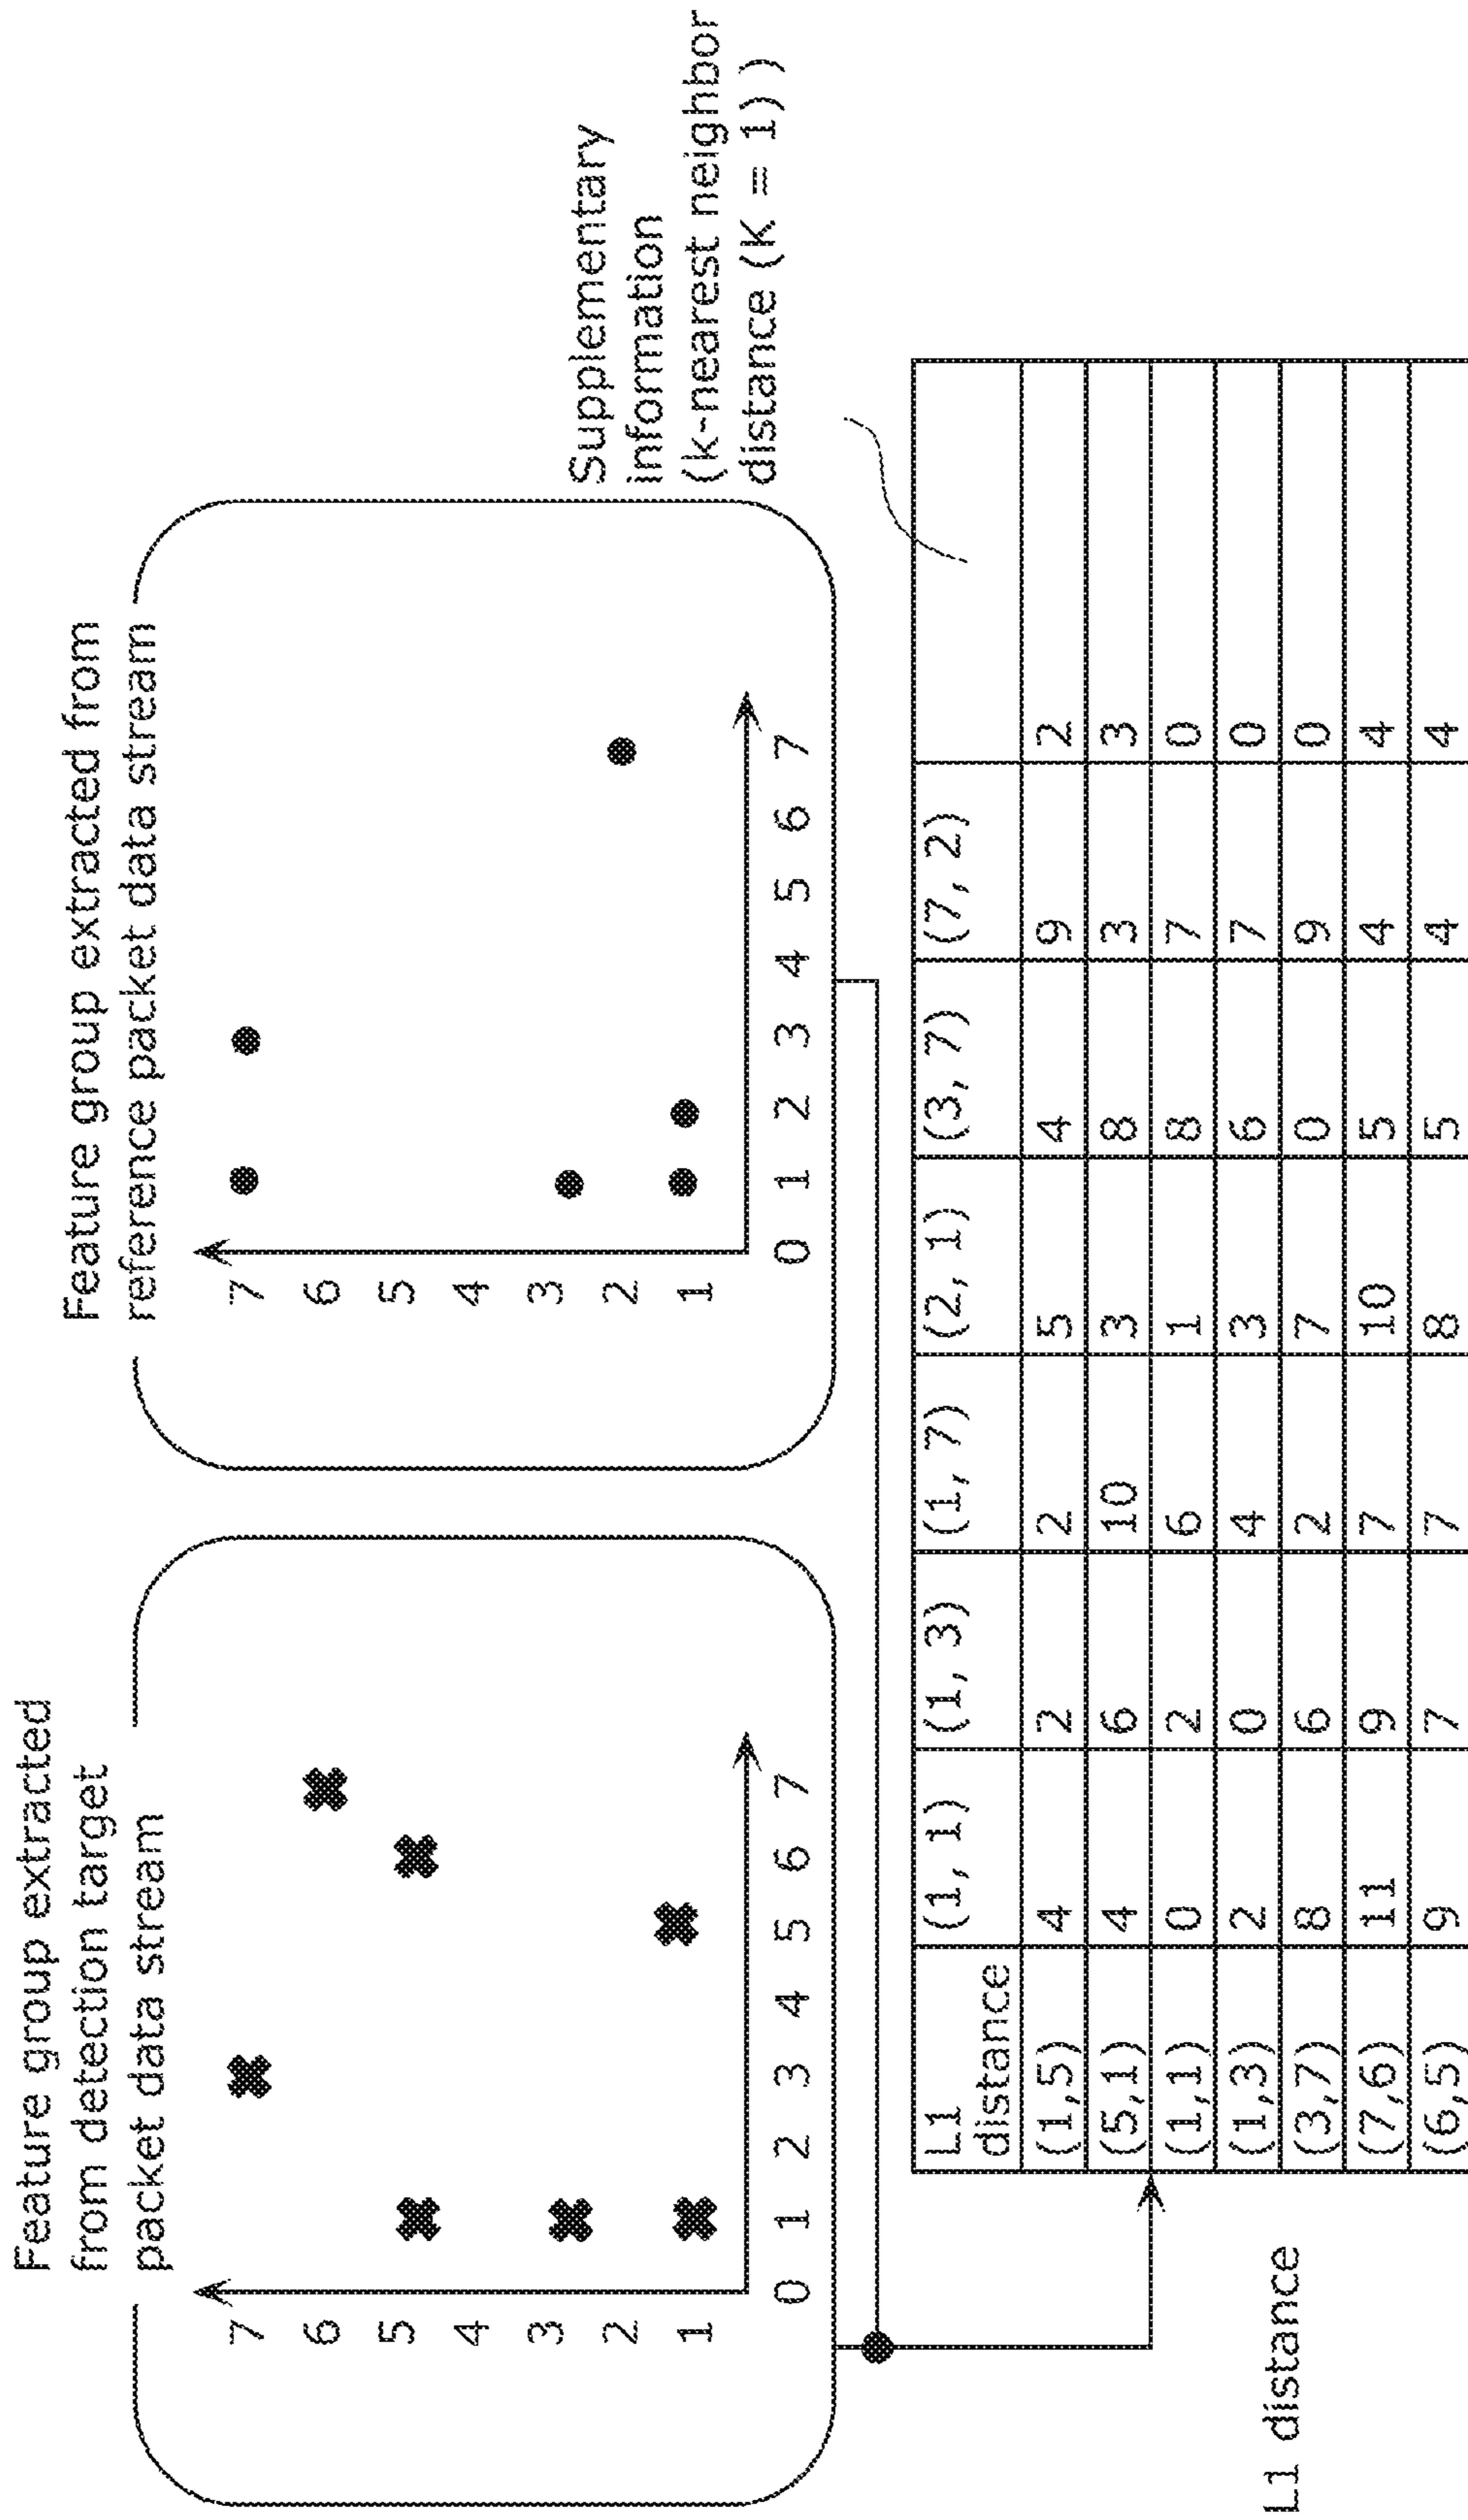 Feature group extracted
from detection target
packet data stream
7
6
5
4
3
2
1
0 1 2 3 4 5 6 7
Feature group extracted from
reference packet data stream
7
6
5
4
3
2
1
0 1 2 3 4 5 6 7
Supplementary
information
(k-nearest neighbor
distance (K = 1) )
L1 distance
L1
distance (1, 1) (1, 3) (1, 7) (2, 1) (3, 7) (7, 2)
(1,5) 4 2 2 5 4 9 2
(5,1) 4 6 10 3 8 3 3
(1,1) 0 2 6 1 8 7 0
(1,3) 2 0 4 3 6 7 0
(3,7) 8 6 2 7 0 9 0
(7,6) 11 9 7 10 5 4 4
(6,5) 9 7 7 8 5 4 4